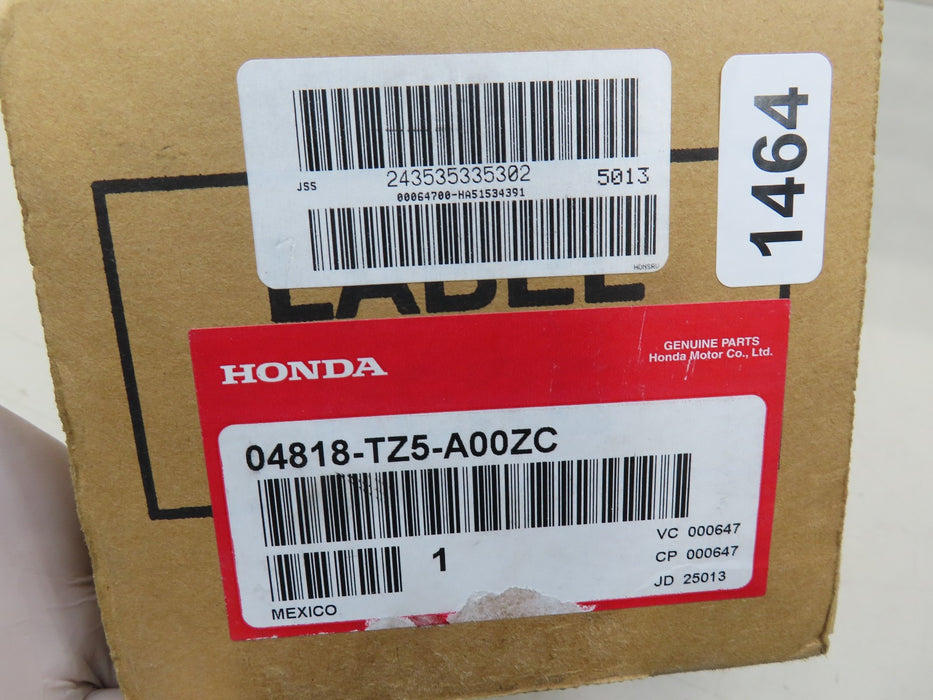 JSS 243535335302 5013
00064700-HA51534391
HONSRU
1464
LABEL
HONDA
GENUINE PARTS
Honda Motor Co., Ltd.
04818-TZ5-A00ZC
1
VC 000647
CP 000647
JD 25013
MEXICO